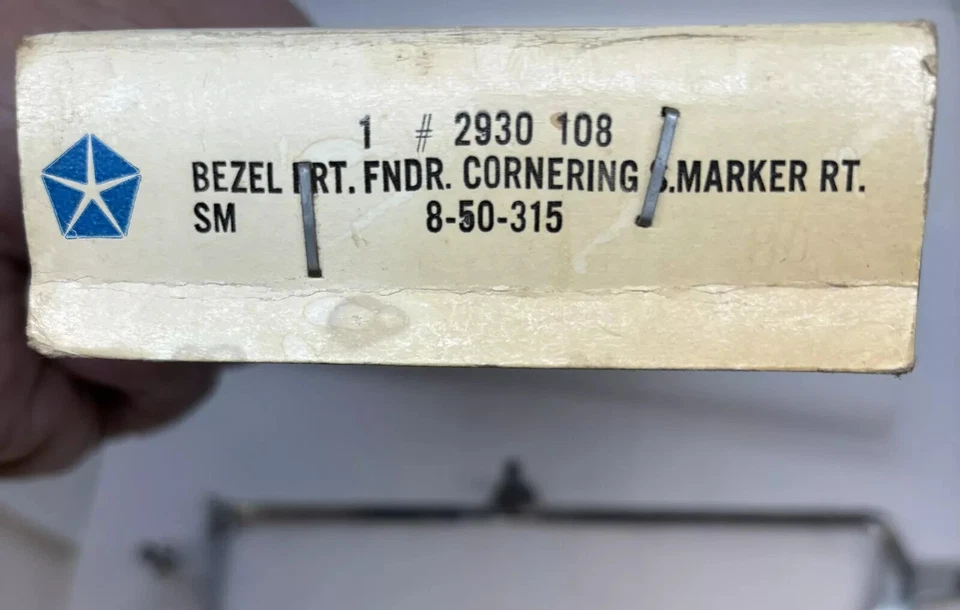 1 # 2930 108
BEZEL FRT. FNDR. CORNERING S.MARKER RT.
SM 8-50-315